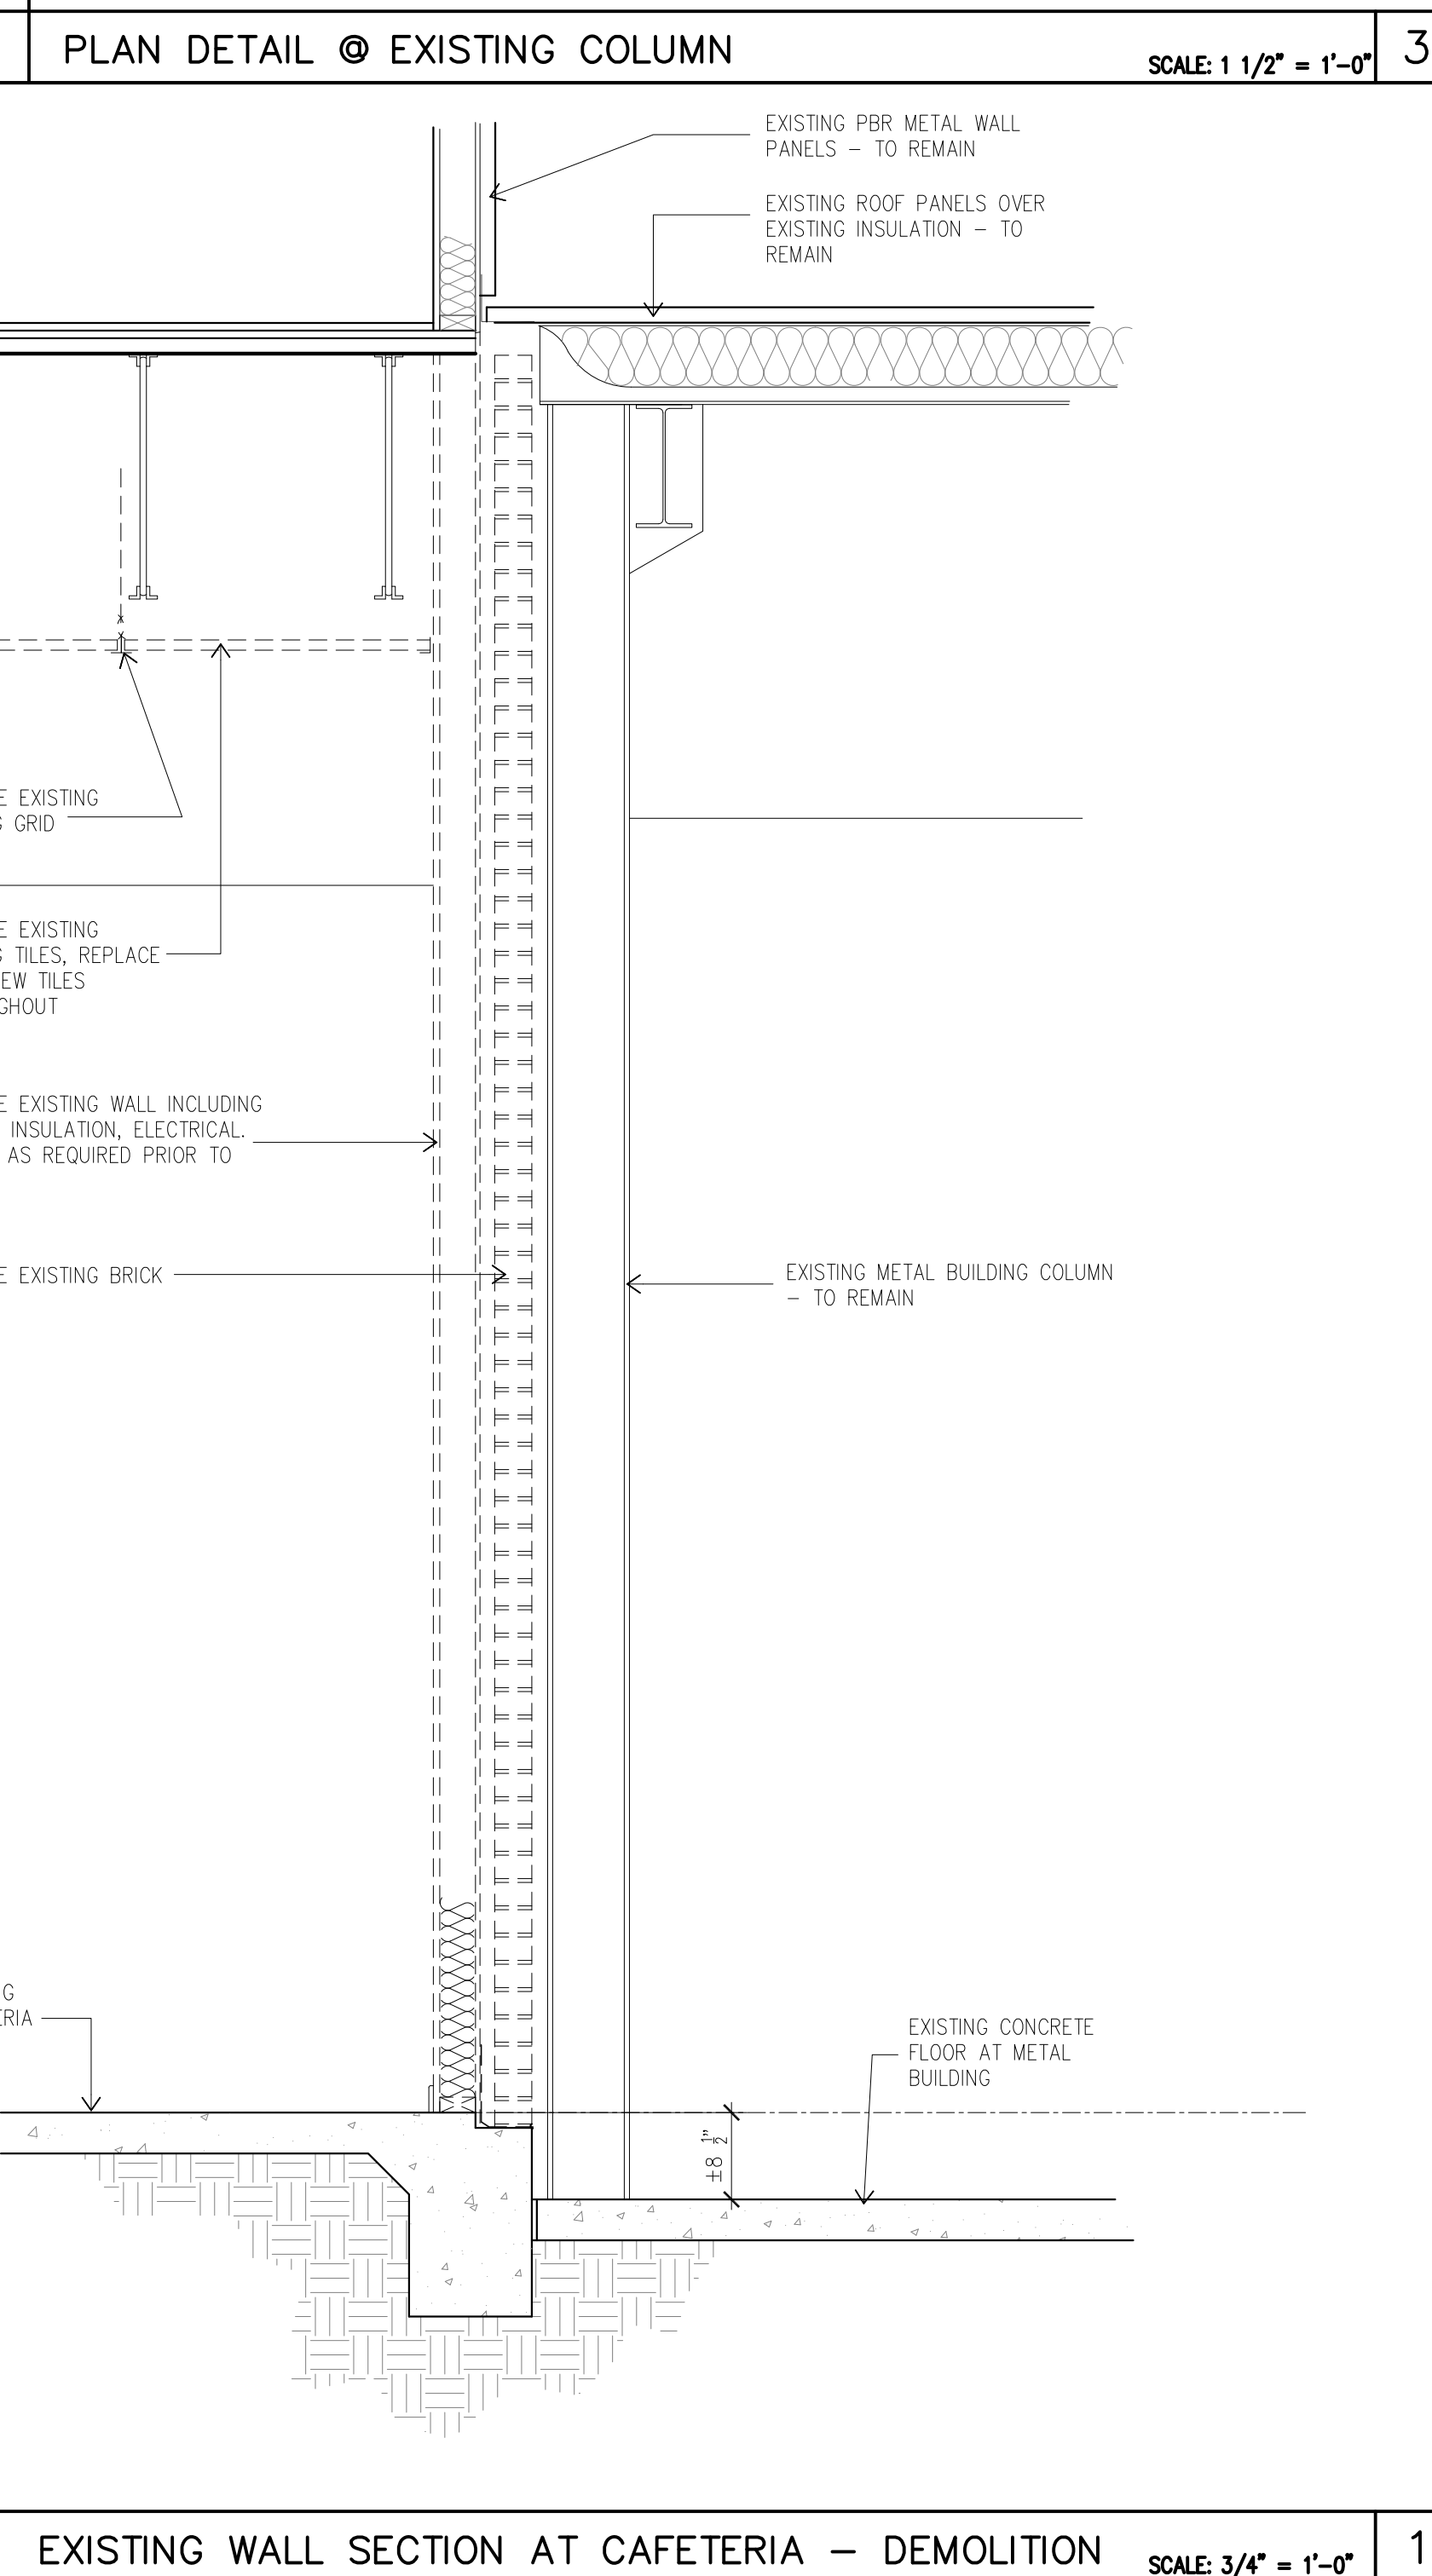 PLAN DETAIL @ EXISTING COLUMN
SCALE: 1 1/2" = 1'-0"
3
EXISTING PBR METAL WALL
PANELS - TO REMAIN
EXISTING ROOF PANELS OVER
EXISTING INSULATION - TO
REMAIN
EXISTING
GRID
EXISTING
TILES, REPLACE
TILES
EXISTING WALL INCLUDING
INSULATION, ELECTRICAL.
AS REQUIRED PRIOR TO
EXISTING BRICK
EXISTING METAL BUILDING COLUMN
- TO REMAIN
EXISTING CONCRETE
FLOOR AT METAL
BUILDING
±8 1/2"
EXISTING WALL SECTION AT CAFETERIA - DEMOLITION
SCALE: 3/4" = 1'-0"
1